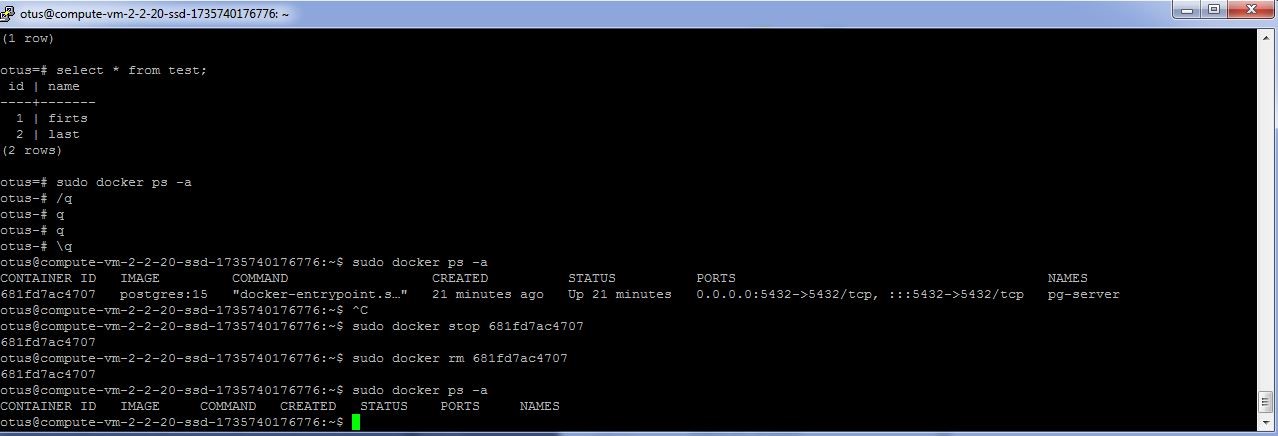 otus@compute-vm-2-2-20-ssd-1735740176776: ~
(1 row)
otus=# select * from test;
 id | name
----+-------
  1 | firts
  2 | last
(2 rows)
otus=# sudo docker ps -a
otus-# /q
otus-# q
otus-# q
otus-# \q
otus@compute-vm-2-2-20-ssd-1735740176776:~$ sudo docker ps -a
CONTAINER ID   IMAGE         COMMAND                  CREATED          STATUS          PORTS                                       NAMES
681fd7ac4707   postgres:15   "docker-entrypoint.s…"   21 minutes ago   Up 21 minutes   0.0.0.0:5432->5432/tcp, :::5432->5432/tcp   pg-server
otus@compute-vm-2-2-20-ssd-1735740176776:~$ ^C
otus@compute-vm-2-2-20-ssd-1735740176776:~$ sudo docker stop 681fd7ac4707
681fd7ac4707
otus@compute-vm-2-2-20-ssd-1735740176776:~$ sudo docker rm 681fd7ac4707
681fd7ac4707
otus@compute-vm-2-2-20-ssd-1735740176776:~$ sudo docker ps -a
CONTAINER ID   IMAGE     COMMAND   CREATED   STATUS    PORTS     NAMES
otus@compute-vm-2-2-20-ssd-1735740176776:~$